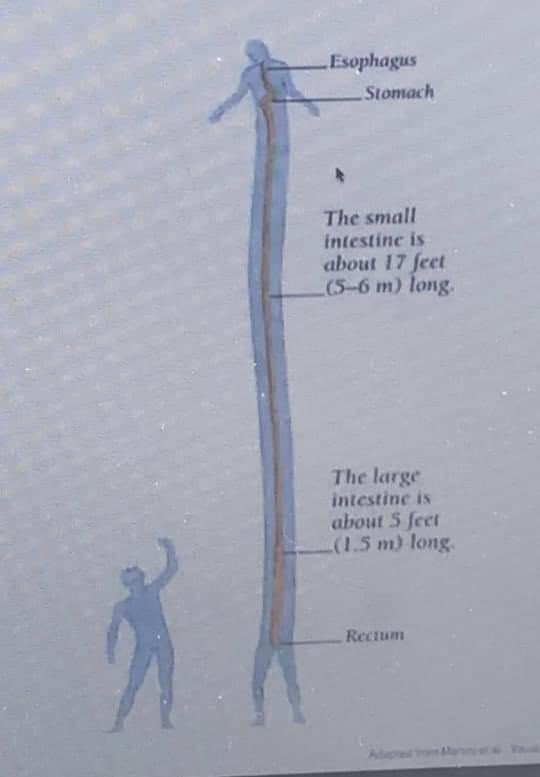 Esophagus
Stomach
The small
intestine is
about 17 feet
(5–6 m) long.
The large
intestine is
about 5 feet
(1.5 m) long.
Rectum
Adapted from Martini et al